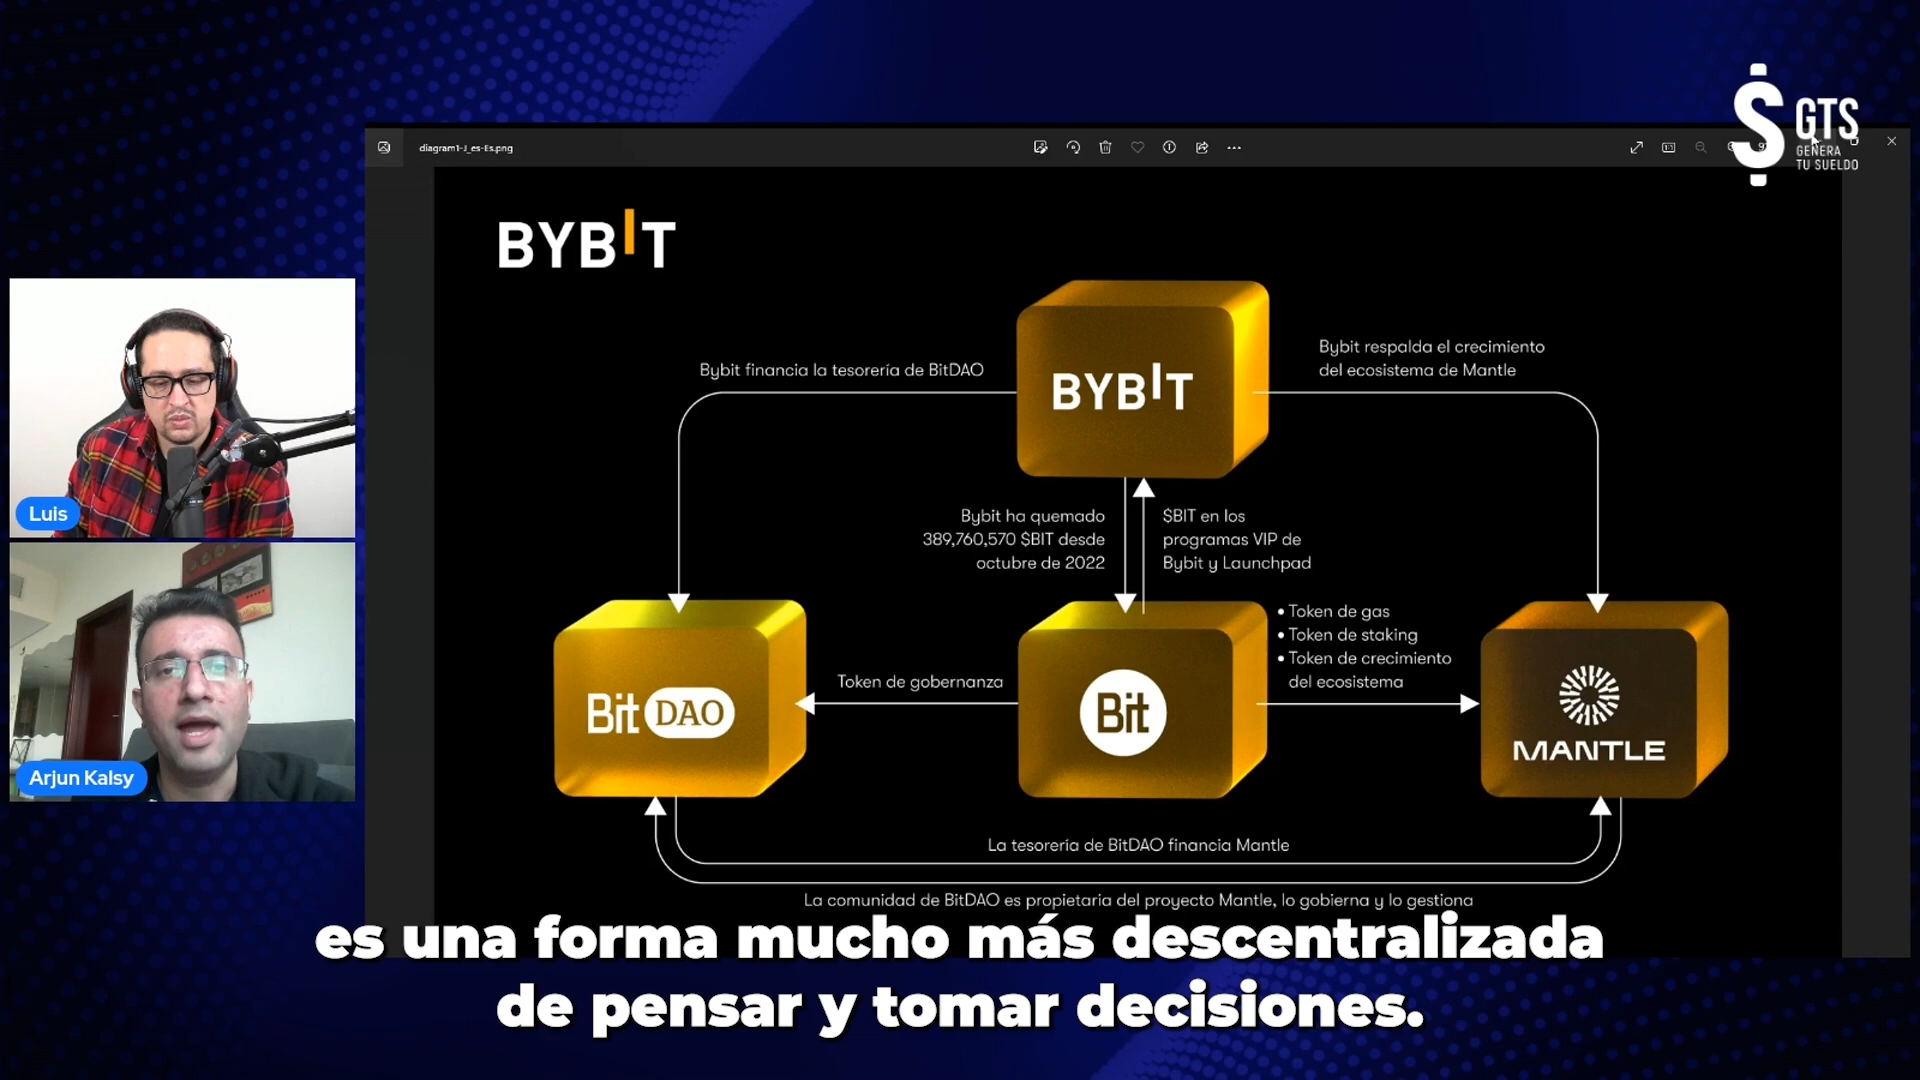 GTS
GENERA
TU SUELDO
diagram1-J_es-Es.png
BYBIT
BYBIT
Bybit financia la tesorería de BitDAO
Bybit respalda el crecimiento
del ecosistema de Mantle
Bybit ha quemado
389,760,570 $BIT desde
octubre de 2022
$BIT en los
programas VIP de
Bybit y Launchpad
Luis
• Token de gas
• Token de staking
• Token de crecimiento
del ecosistema
Token de gobernanza
Bit DAO
Bit
MANTLE
Arjun Kalsy
La tesorería de BitDAO financia Mantle
La comunidad de BitDAO es propietaria del proyecto Mantle, lo gobierna y lo gestiona
es una forma mucho más descentralizada
de pensar y tomar decisiones.